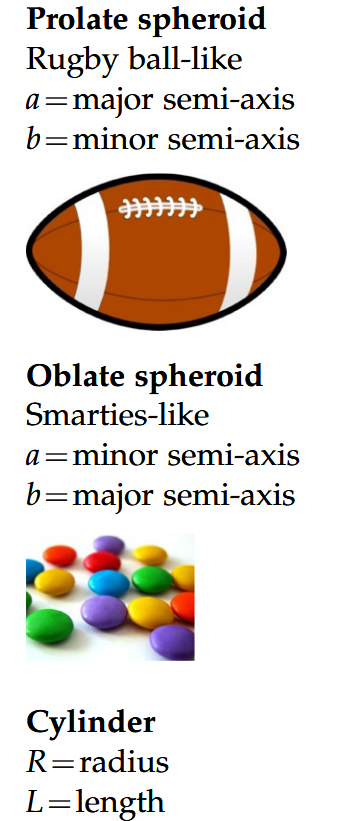 Prolate spheroid
Rugby ball-like
a=major semi-axis
b=minor semi-axis
Oblate spheroid
Smarties-like
a=minor semi-axis
b=major semi-axis
Cylinder
R=radius
L=length